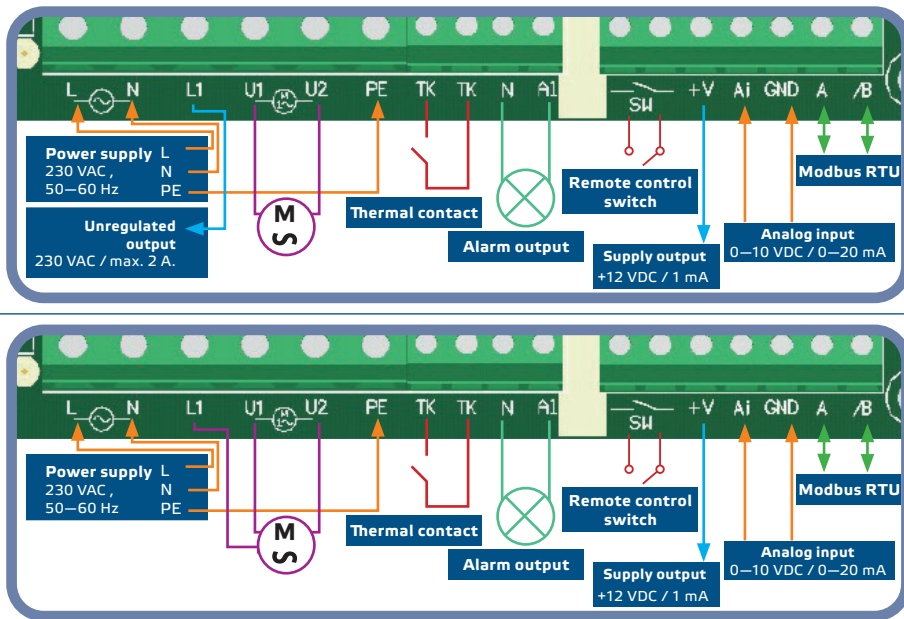 L N L1 U1 M 1~ U2 PE TK TK N A1 SW +V Ai GND A /B
Power supply L
230 VAC , N
50—60 Hz PE
Unregulated
output
230 VAC / max. 2 A.
M
Thermal contact
Alarm output
Remote control
switch
Supply output
+12 VDC / 1 mA
Modbus RTU
Analog input
0—10 VDC / 0—20 mA
L N L1 U1 M 1~ U2 PE TK TK N A1 SW +V Ai GND A /B
Power supply L
230 VAC , N
50—60 Hz PE
M
Thermal contact
Alarm output
Remote control
switch
Supply output
+12 VDC / 1 mA
Modbus RTU
Analog input
0—10 VDC / 0—20 mA